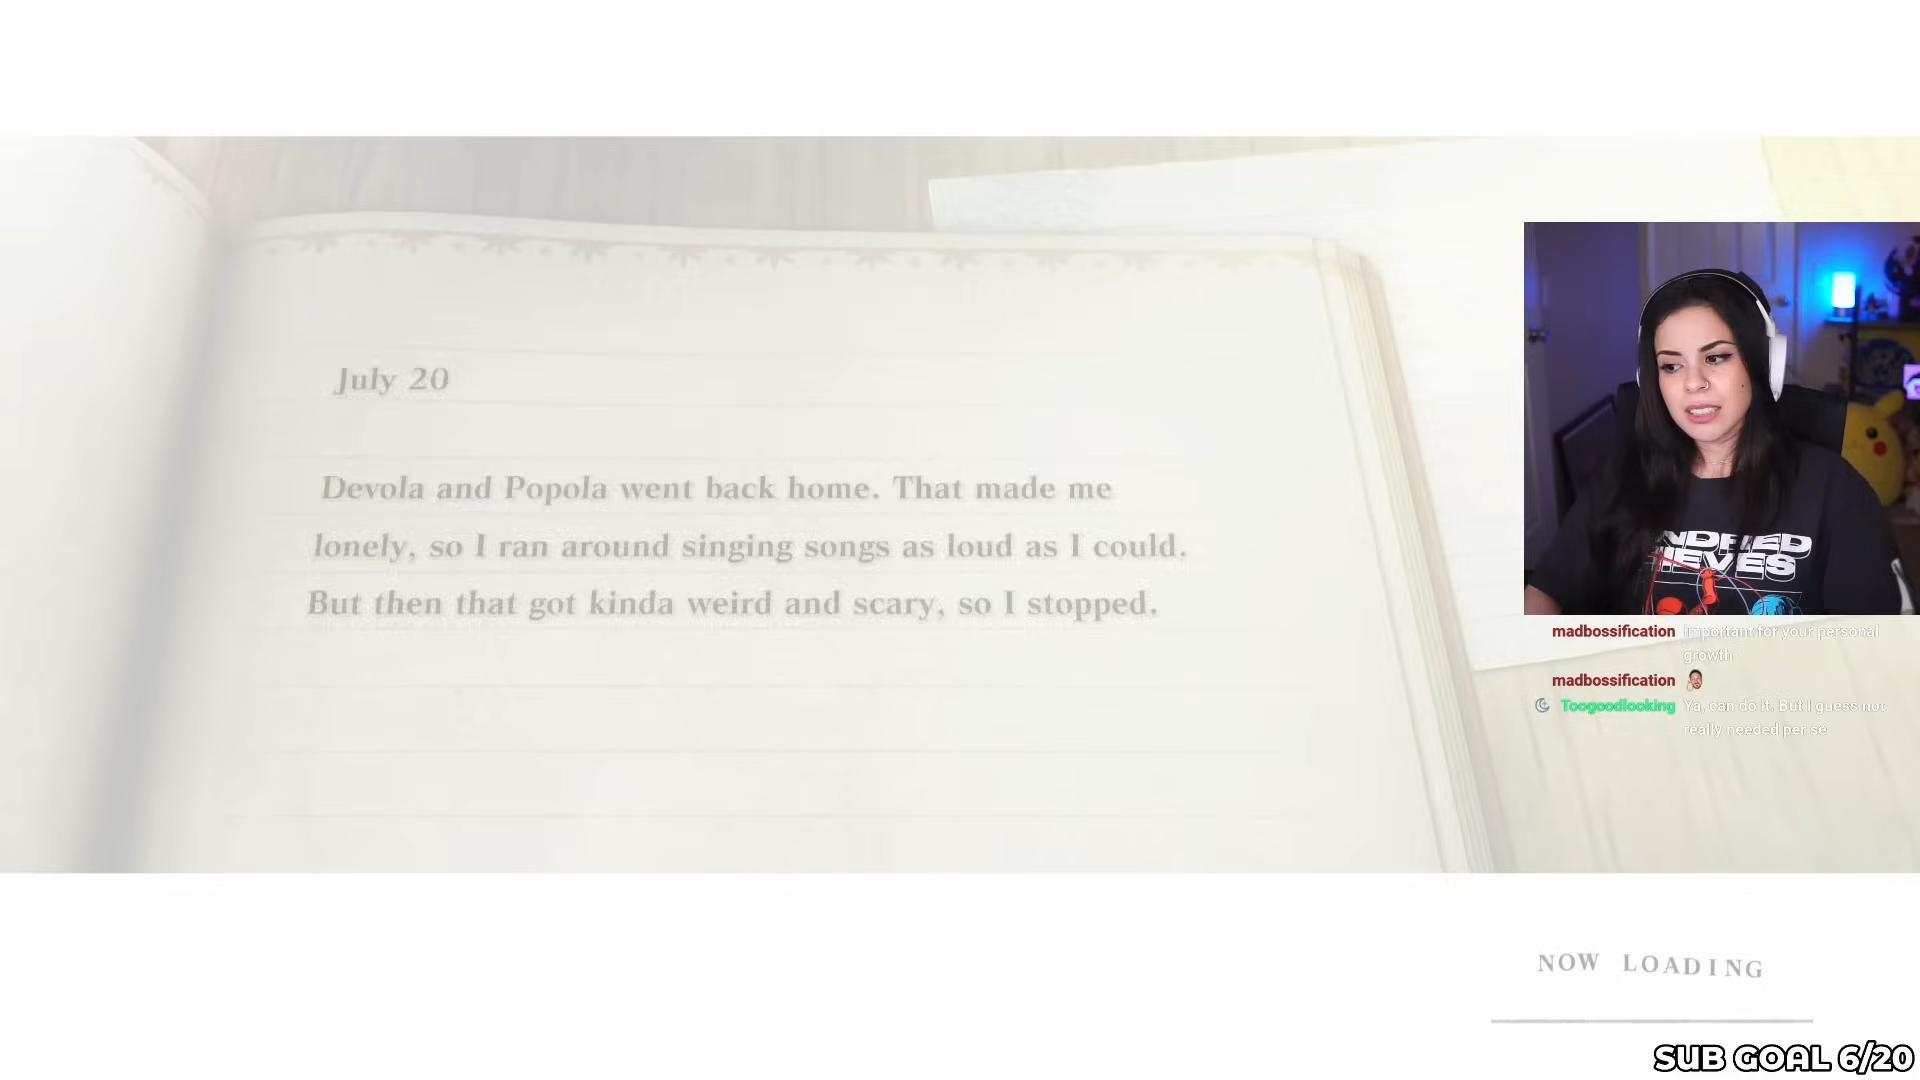 July 20
Devola and Popola went back home. That made me
lonely, so I ran around singing songs as loud as I could.
But then that got kinda weird and scary, so I stopped.
madbossification Important for your personal
growth
madbossification
Toogoodlooking Ya, can do it. But I guess not
really needed per se
NOW LOADING
SUB GOAL 6/20